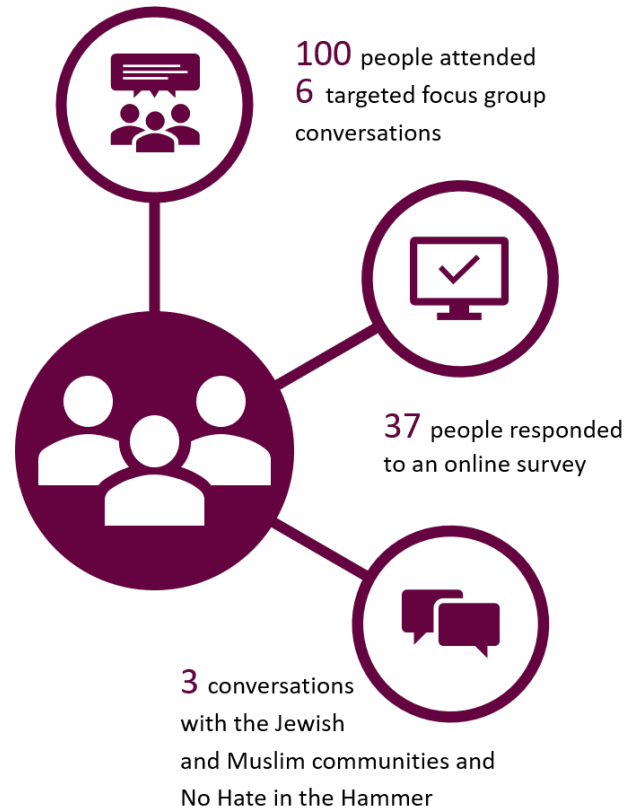 100 people attended
6 targeted focus group
conversations
37 people responded
to an online survey
3 conversations
with the Jewish
and Muslim communities and
No Hate in the Hammer